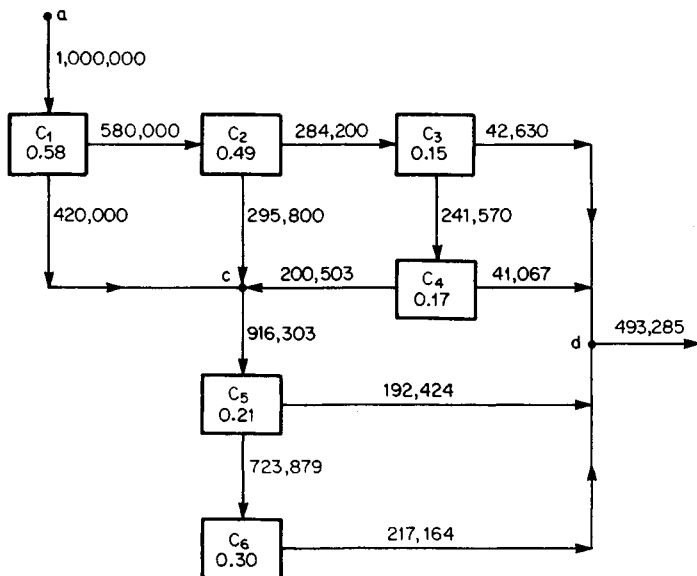 a
1,000,000
C1 580,000 C2 284,200 C3 42,630
0.58 0.49 0.15
420,000 295,800 241,570
c 200,503 C4 41,067
0.17
916,303 d 493,285
C5 192,424
0.21
723,879
C6 217,164
0.30